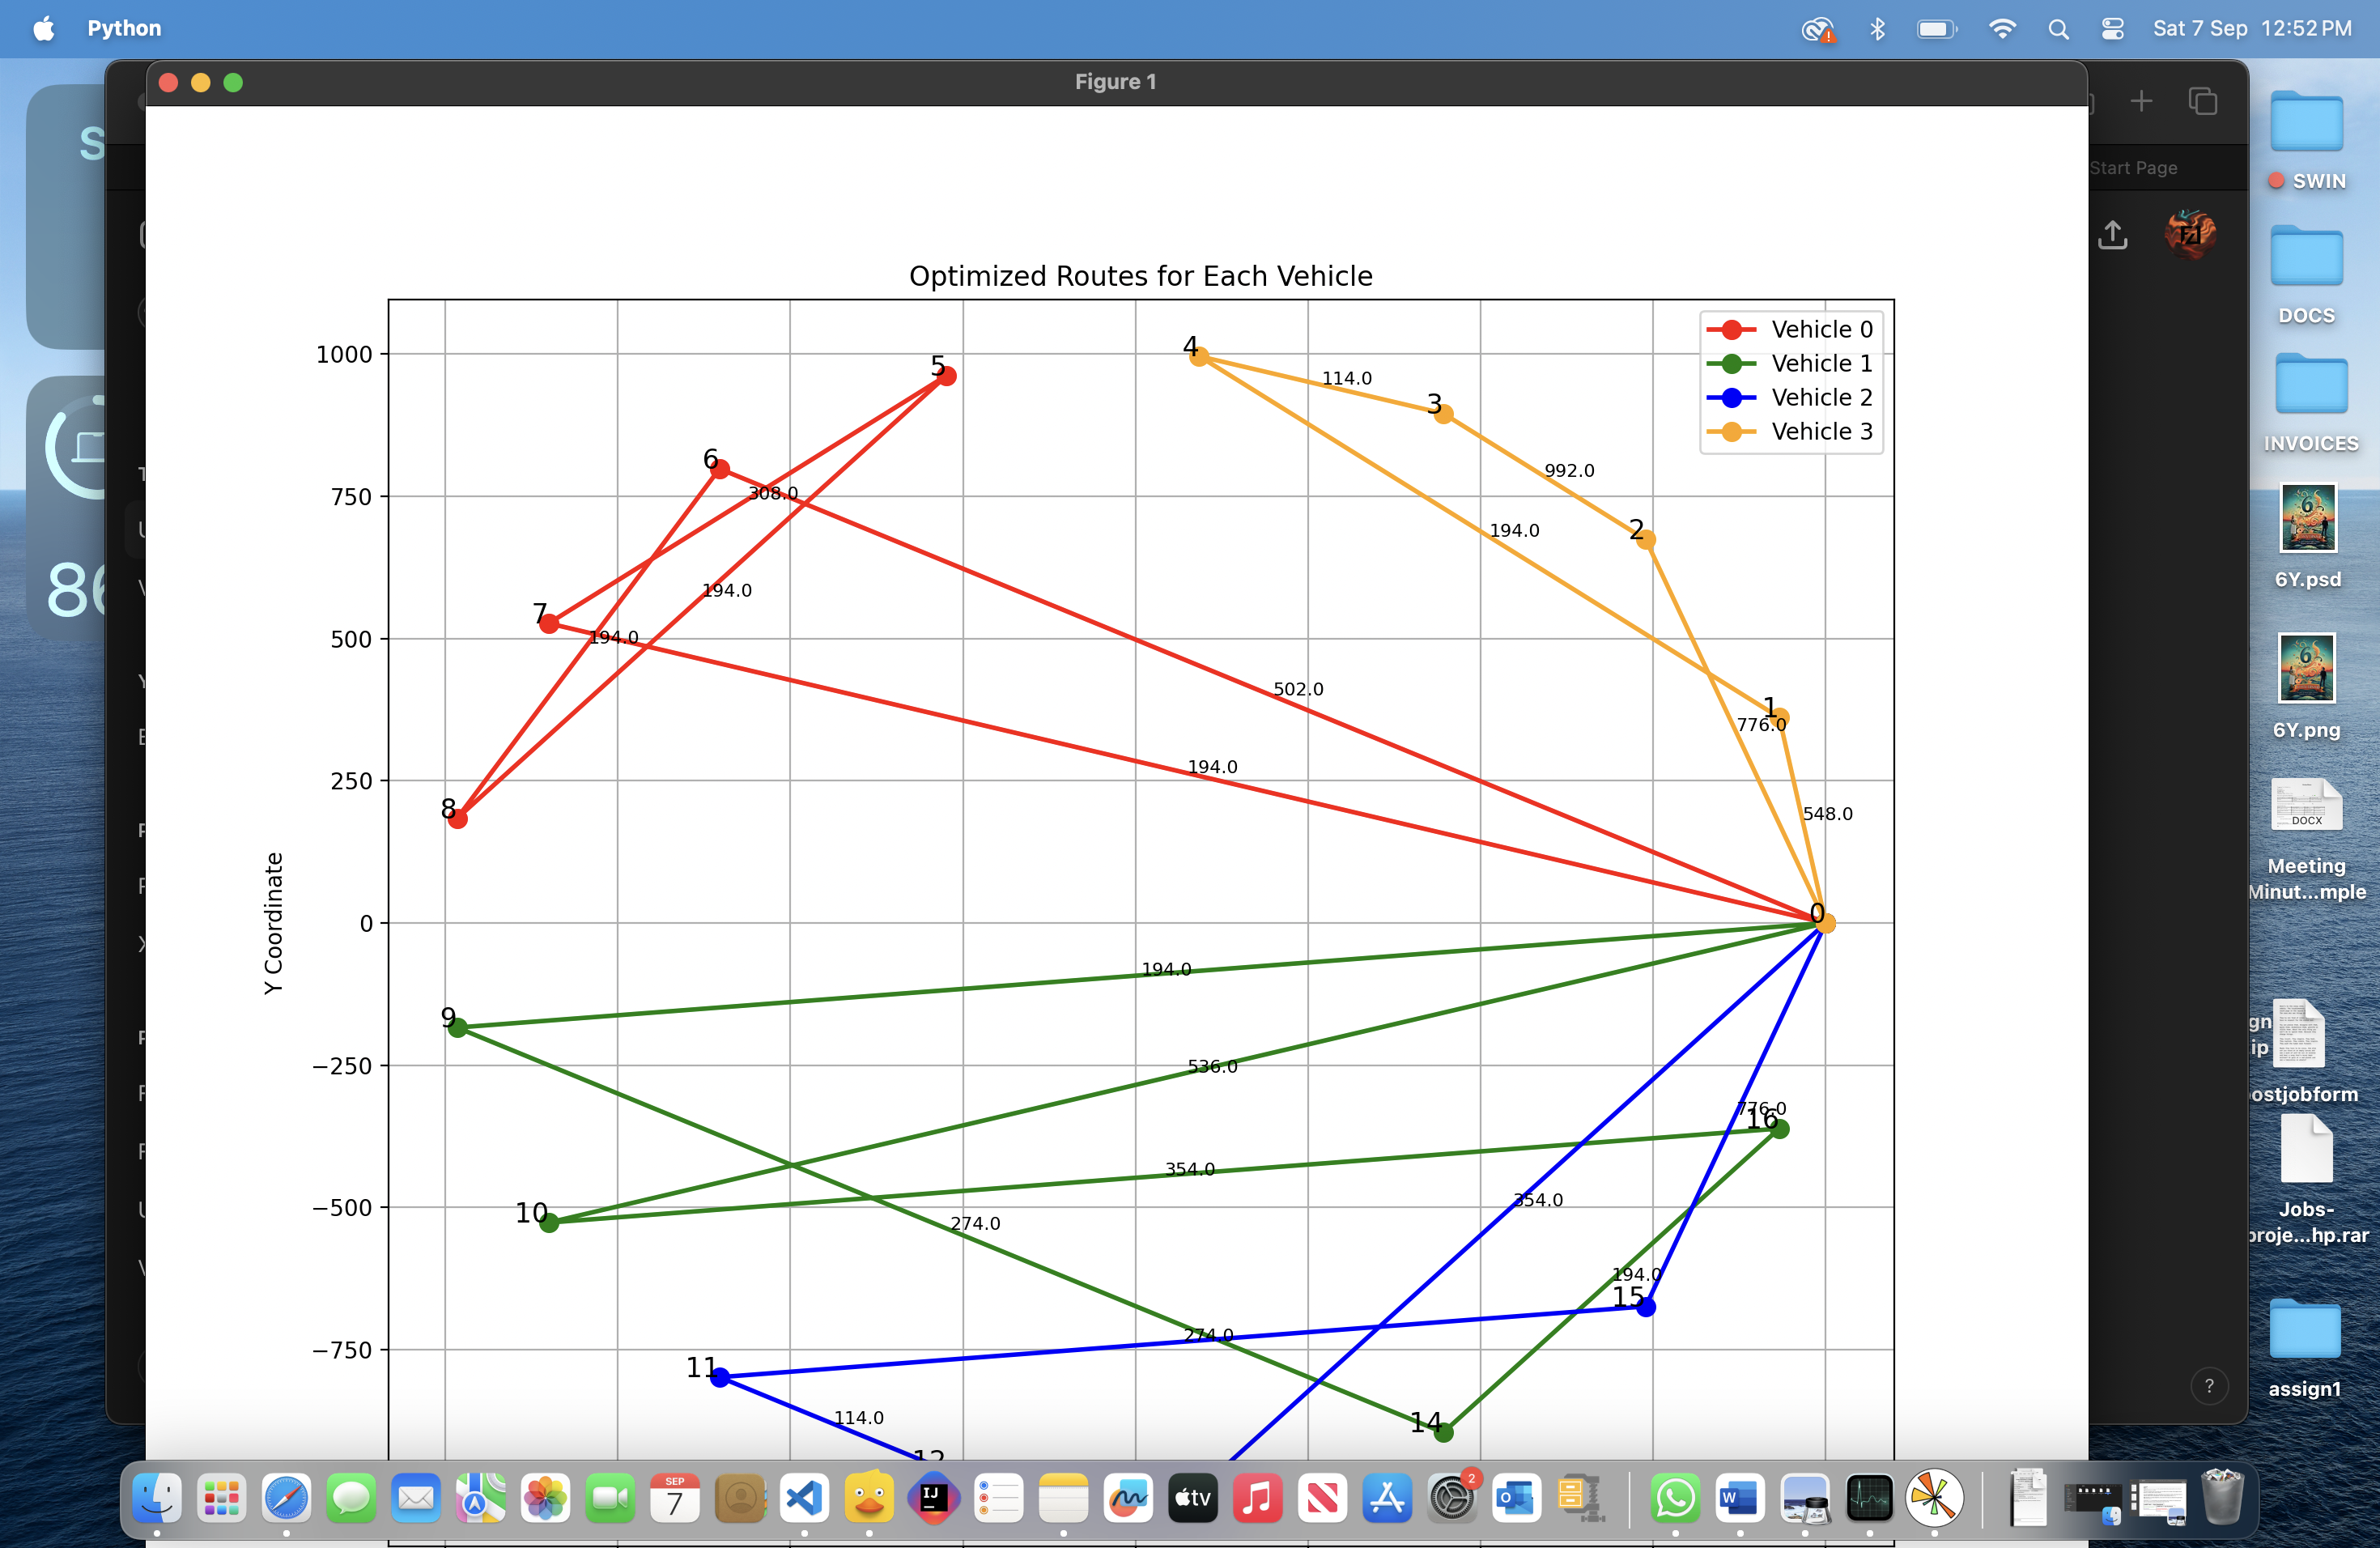 Python
Sat 7 Sep 12:52 PM
Figure 1
Start Page
SWIN
DOCS
INVOICES
6Y.psd
6Y.png
DOCX
Meeting
Minut...mple
ostjobform
Jobs-
proje...hp.rar
assign1
?
86
Optimized Routes for Each Vehicle
Vehicle 0
Vehicle 1
Vehicle 2
Vehicle 3
Y Coordinate
1000
750
500
250
0
−250
−500
−750
4
5
114.0
3
6
992.0
308.0
2
194.0
194.0
7
194.0
502.0
1
776.0
194.0
8
548.0
0
194.0
9
536.0
776.0
16
354.0
354.0
10
274.0
194.0
15
274.0
11
114.0
14
12
SEP
7
IJ
tv
2